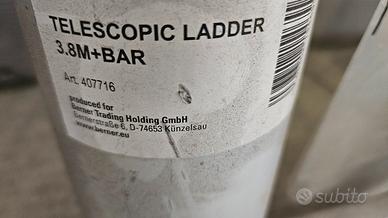 TELESCOPIC LADDER
3.8M+BAR
Art. 407716
produced for
Berner Trading Holding GmbH
Bernerstraße 6, D-74653 Künzelsau
www.berner.eu
subito